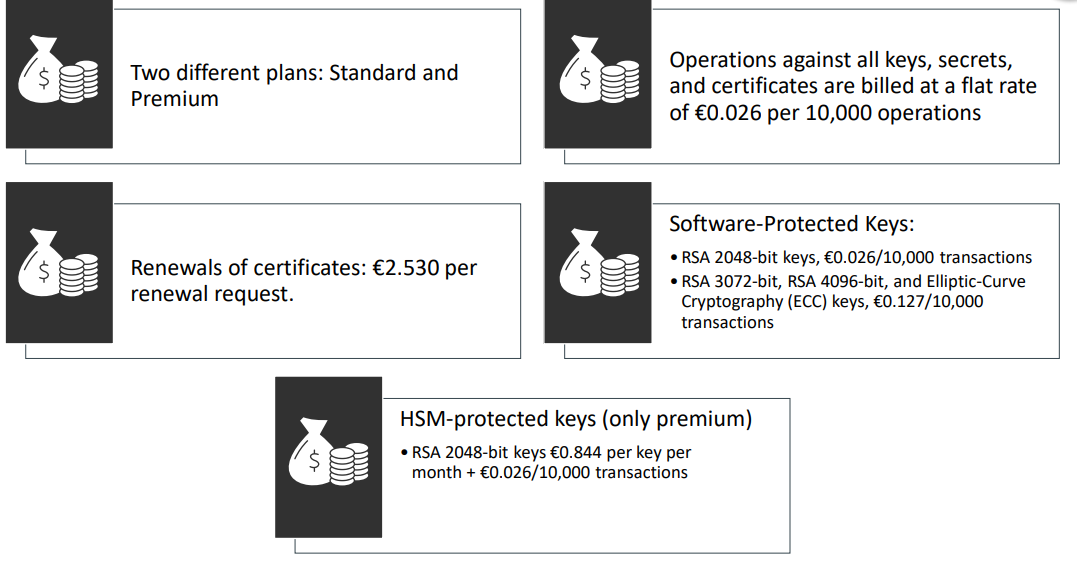 Two different plans: Standard and
Premium
Operations against all keys, secrets,
and certificates are billed at a flat rate
of €0.026 per 10,000 operations
Renewals of certificates: €2.530 per
renewal request.
Software-Protected Keys:
• RSA 2048-bit keys, €0.026/10,000 transactions
• RSA 3072-bit, RSA 4096-bit, and Elliptic-Curve
Cryptography (ECC) keys, €0.127/10,000
transactions
HSM-protected keys (only premium)
• RSA 2048-bit keys €0.844 per key per
month + €0.026/10,000 transactions